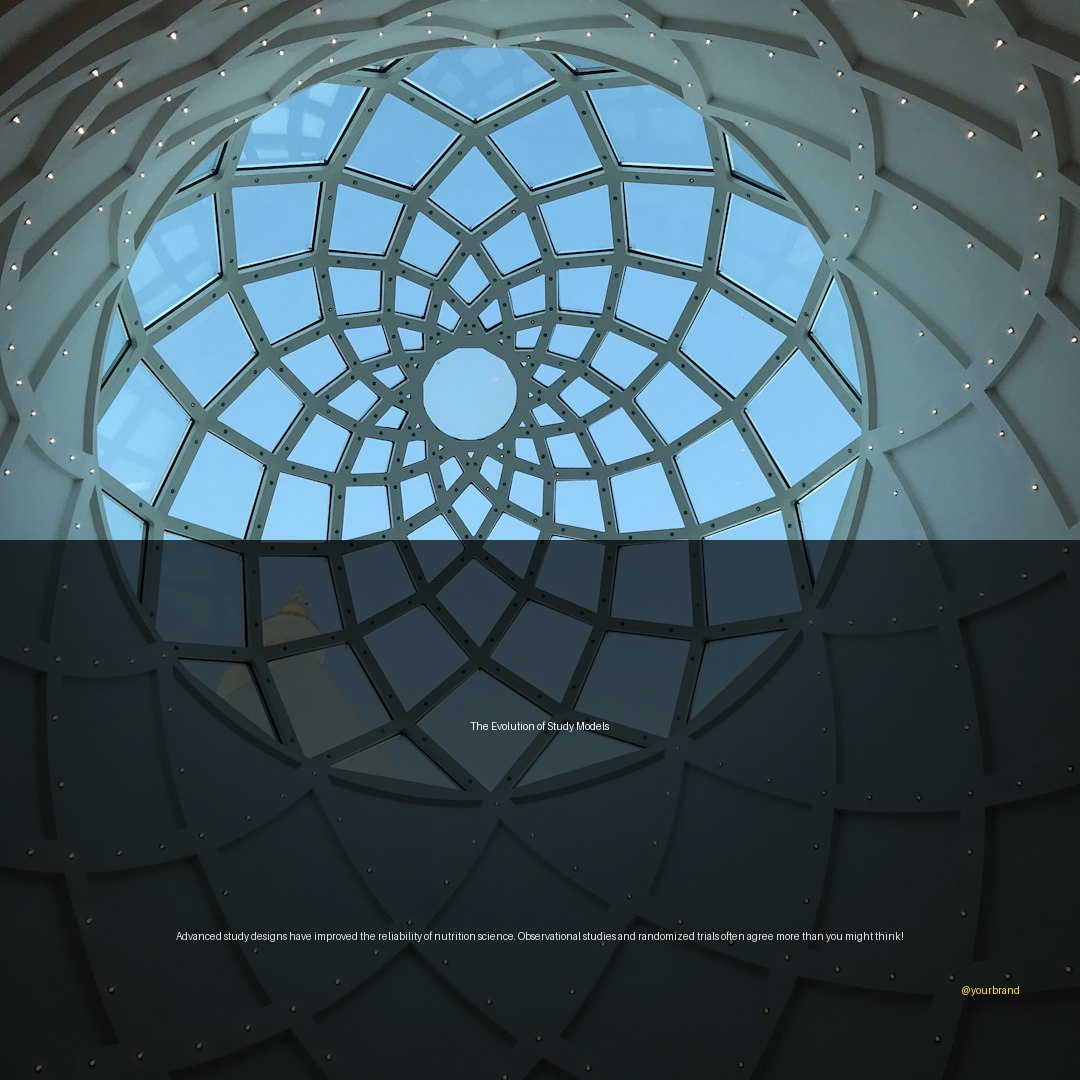 The Evolution of Study Models
Advanced study designs have improved the reliability of nutrition science. Observational studies and randomized trials often agree more than you might think!
@yourbrand